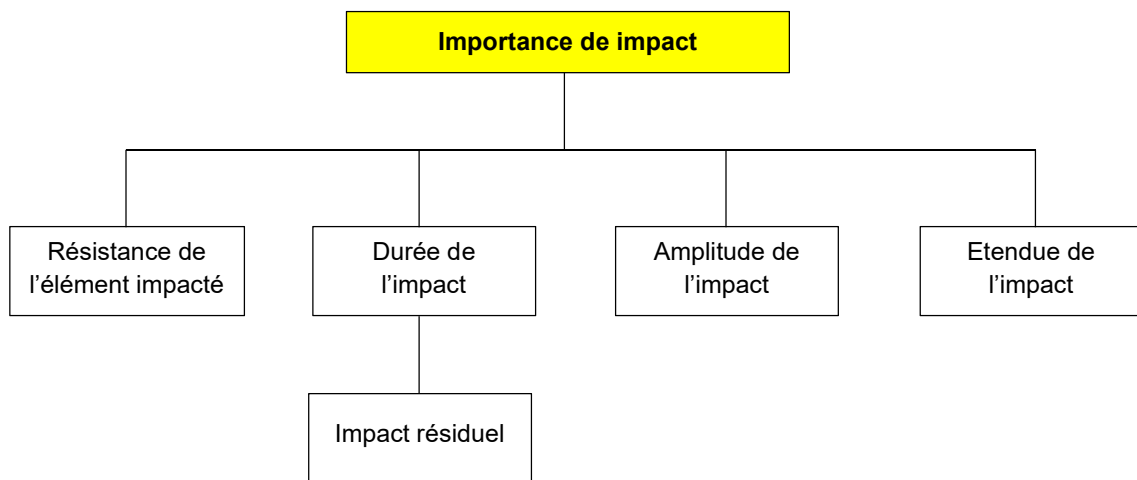 Importance de impact
Résistance de
l’élément impacté
Durée de
l’impact
Amplitude de
l’impact
Etendue de
l’impact
Impact résiduel